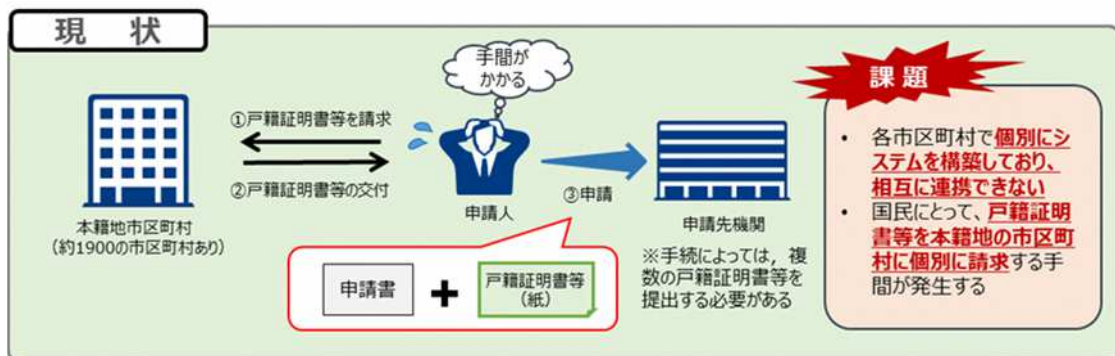 現　状
手間が
かかる
①戸籍証明書等を請求
②戸籍証明書等の交付
本籍地市区町村
（約1900の市区町村あり）
申請人
③申請
申請先機関
※手続によっては，複
数の戸籍証明書等を
提出する必要がある
申請書
+
戸籍証明書等
（紙）
課題
・ 各市区町村で個別にシ
ステムを構築しており、
相互に連携できない
・ 国民にとって、戸籍証明
書等を本籍地の市区町
村に個別に請求する手
間が発生する